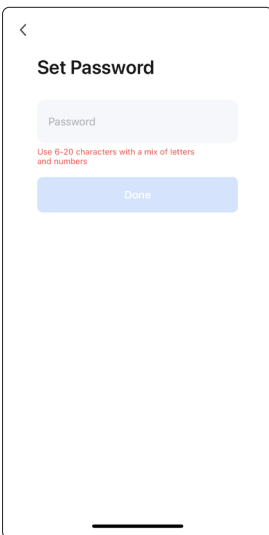 Set Password
Password
Use 6-20 characters with a mix of letters
and numbers
Done